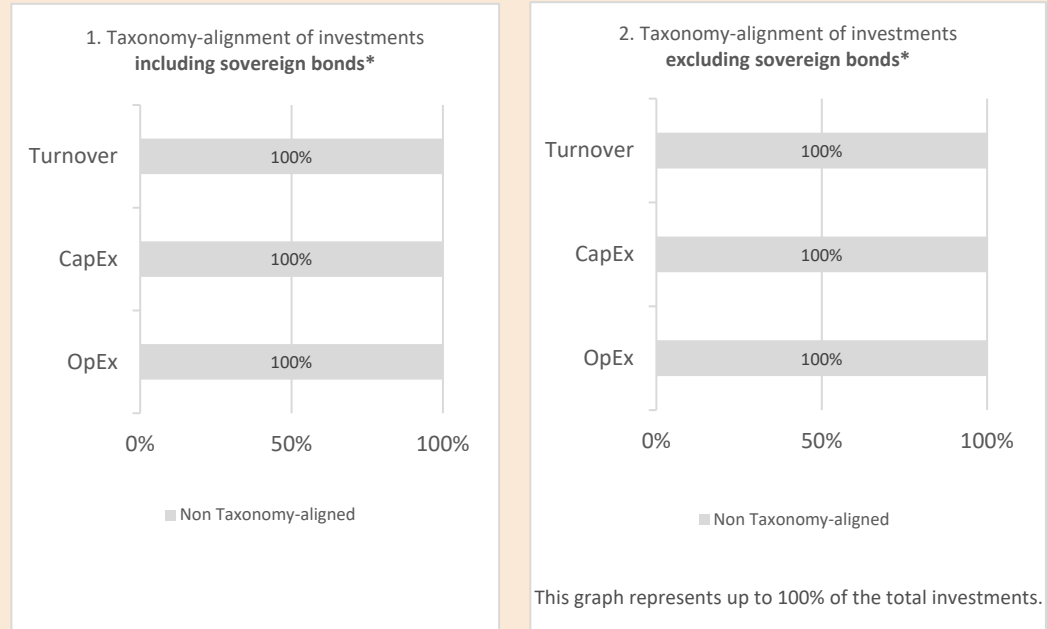 1. Taxonomy-alignment of investments
including sovereign bonds*
Turnover
100%
CapEx
100%
OpEx
100%
0%
50%
100%
Non Taxonomy-aligned
2. Taxonomy-alignment of investments
excluding sovereign bonds*
Turnover
100%
CapEx
100%
OpEx
100%
0%
50%
100%
Non Taxonomy-aligned
This graph represents up to 100% of the total investments.